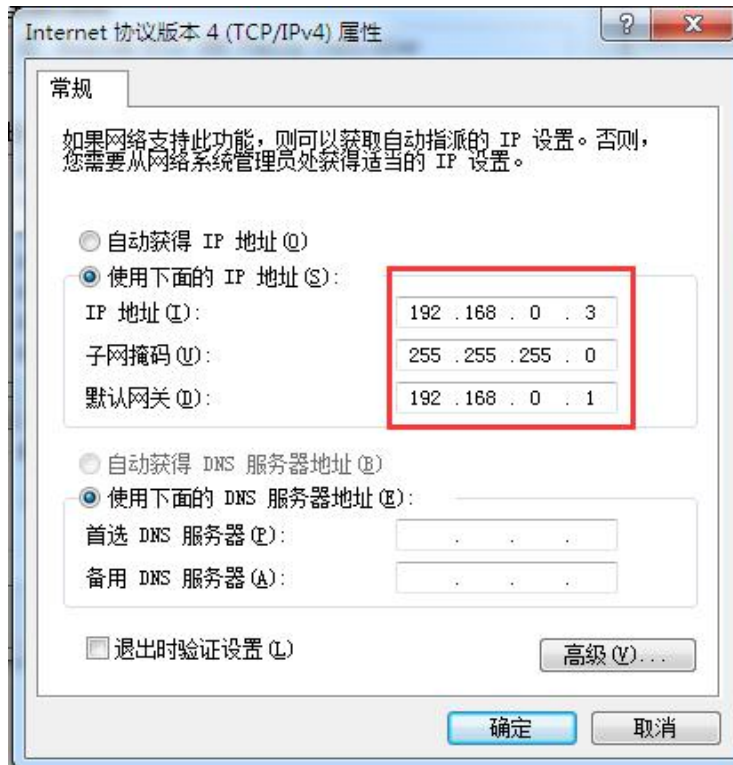 Internet 协议版本 4 (TCP/IPv4) 属性
常规
如果网络支持此功能，则可以获取自动指派的 IP 设置。否则，
您需要从网络系统管理员处获得适当的 IP 设置。
自动获得 IP 地址(O)
使用下面的 IP 地址(S):
IP 地址(I): 192 . 168 . 0 . 3
子网掩码(U): 255 . 255 . 255 . 0
默认网关(D): 192 . 168 . 0 . 1
自动获得 DNS 服务器地址(B)
使用下面的 DNS 服务器地址(E):
首选 DNS 服务器(P): . . .
备用 DNS 服务器(A): . . .
退出时验证设置(L)
高级(V)...
确定 取消